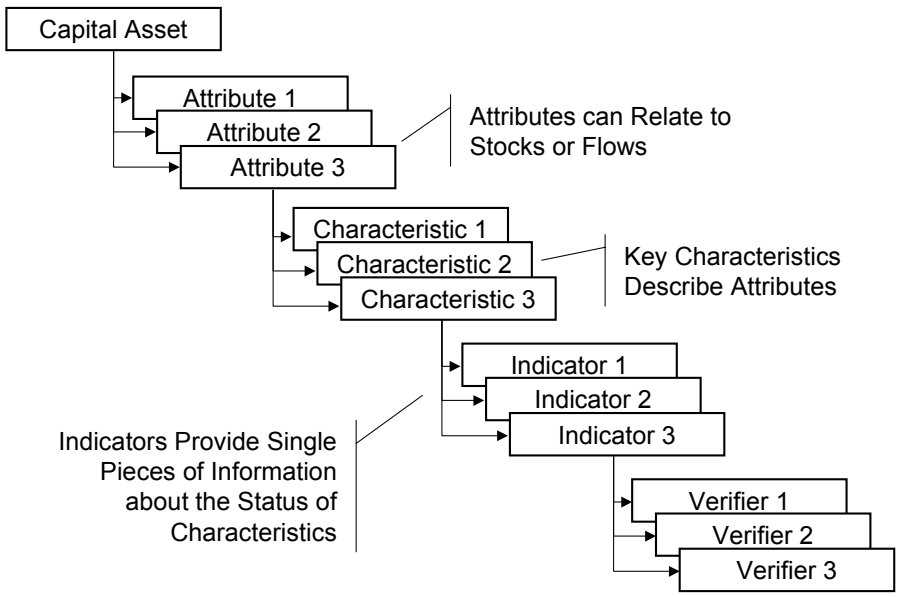 Capital Asset
Attribute 1
Attribute 2
Attribute 3
Attributes can Relate to
Stocks or Flows
Characteristic 1
Characteristic 2
Characteristic 3
Key Characteristics
Describe Attributes
Indicator 1
Indicator 2
Indicator 3
Indicators Provide Single
Pieces of Information
about the Status of
Characteristics
Verifier 1
Verifier 2
Verifier 3